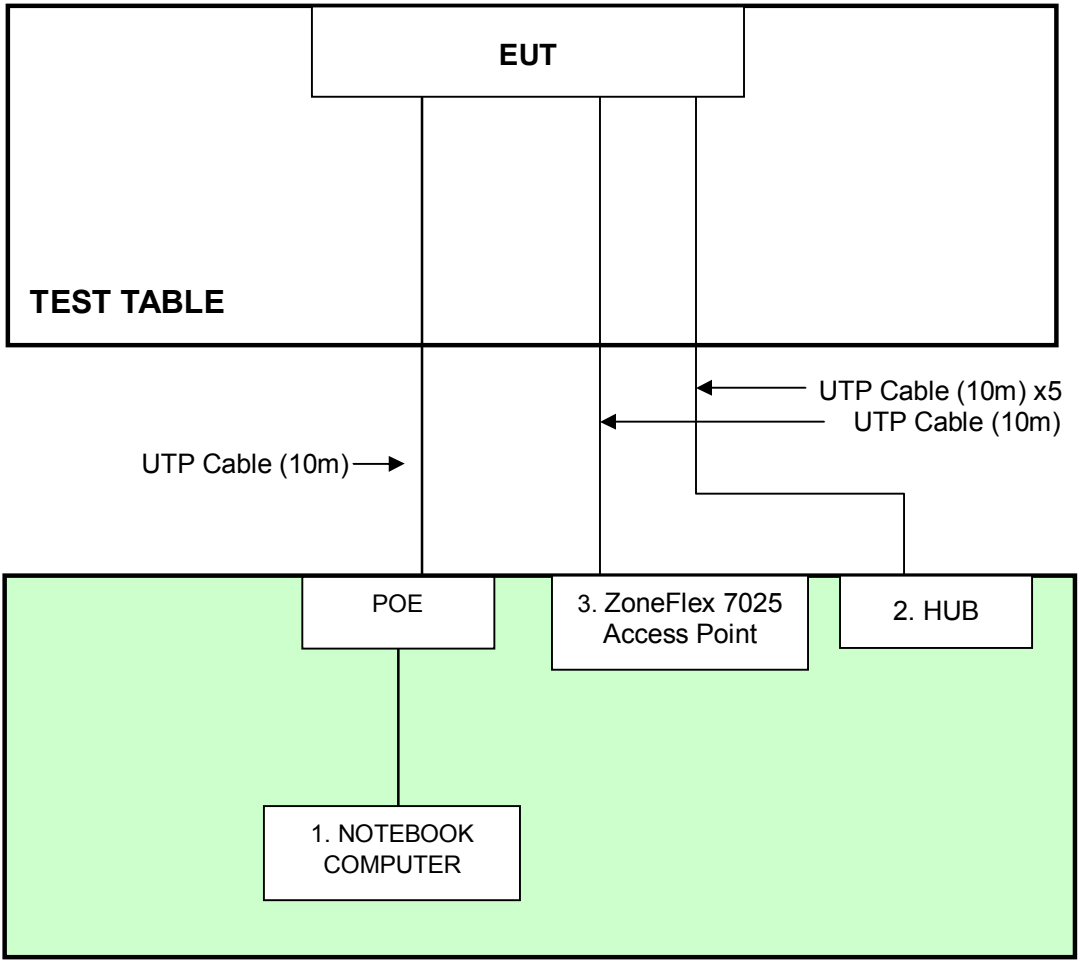 EUT
TEST TABLE
UTP Cable (10m) x5
UTP Cable (10m)
UTP Cable (10m)
POE
3. ZoneFlex 7025
Access Point
2. HUB
1. NOTEBOOK
COMPUTER